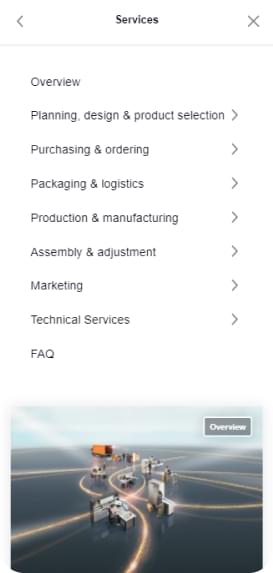 Services
Overview
Planning, design & product selection
Purchasing & ordering
Packaging & logistics
Production & manufacturing
Assembly & adjustment
Marketing
Technical Services
FAQ
Overview